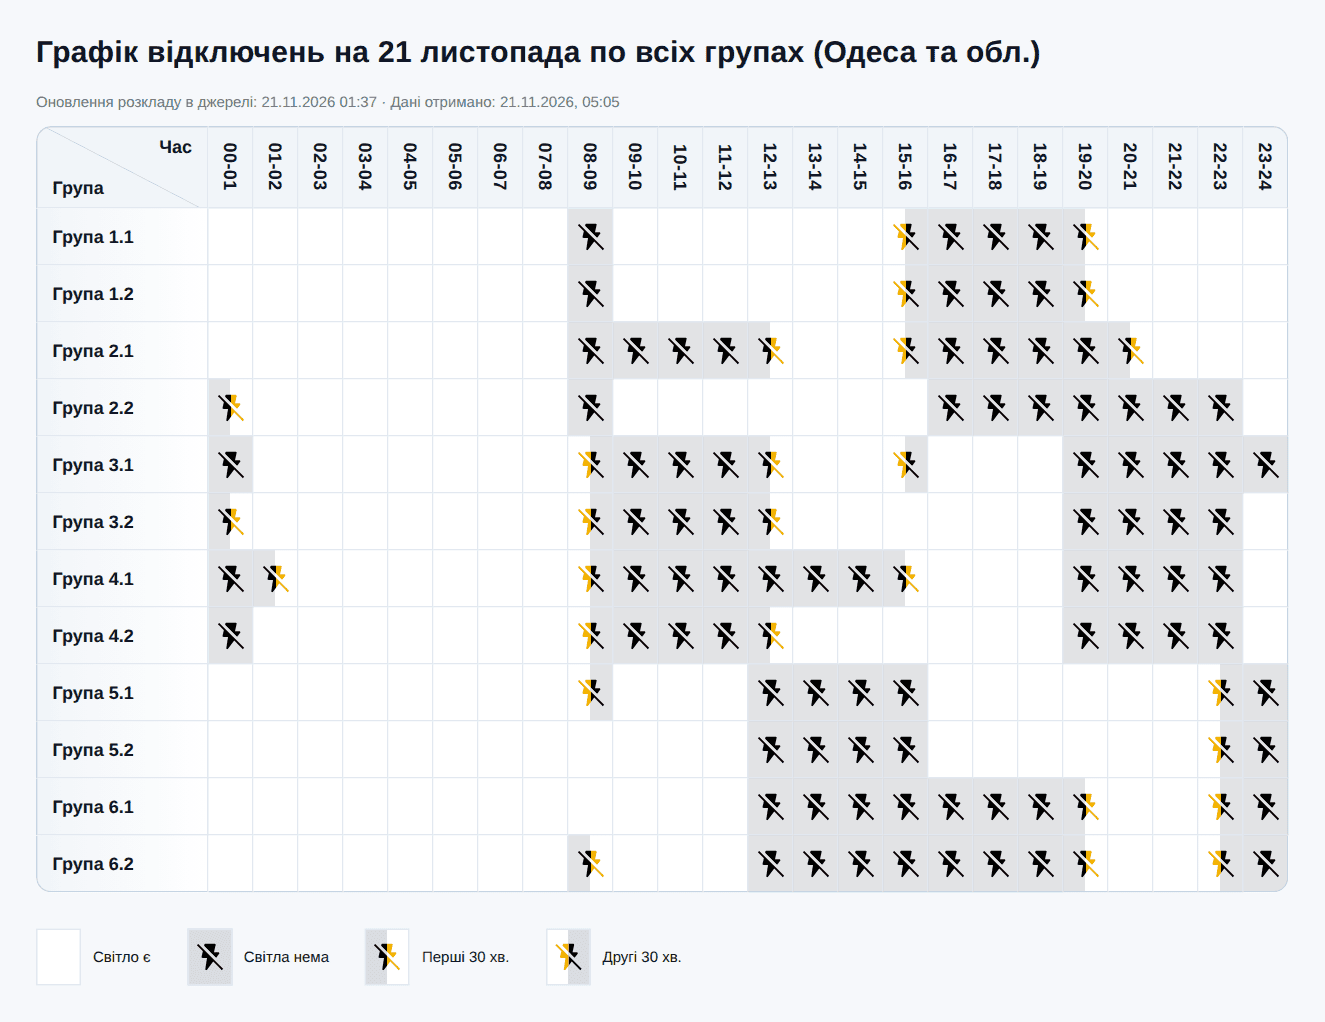 Графік відключень на 21 листопада по всіх групах (Одеса та обл.)
Оновлення розкладу в джерелі: 21.11.2026 01:37 · Дані отримано: 21.11.2026, 05:05
Час
Група
00-01 01-02 02-03 03-04 04-05 05-06 06-07 07-08 08-09 09-10 10-11 11-12 12-13 13-14 14-15 15-16 16-17 17-18 18-19 19-20 20-21 21-22 22-23 23-24
Група 1.1
Група 1.2
Група 2.1
Група 2.2
Група 3.1
Група 3.2
Група 4.1
Група 4.2
Група 5.1
Група 5.2
Група 6.1
Група 6.2
Світло є Світла нема Перші 30 хв. Другі 30 хв.